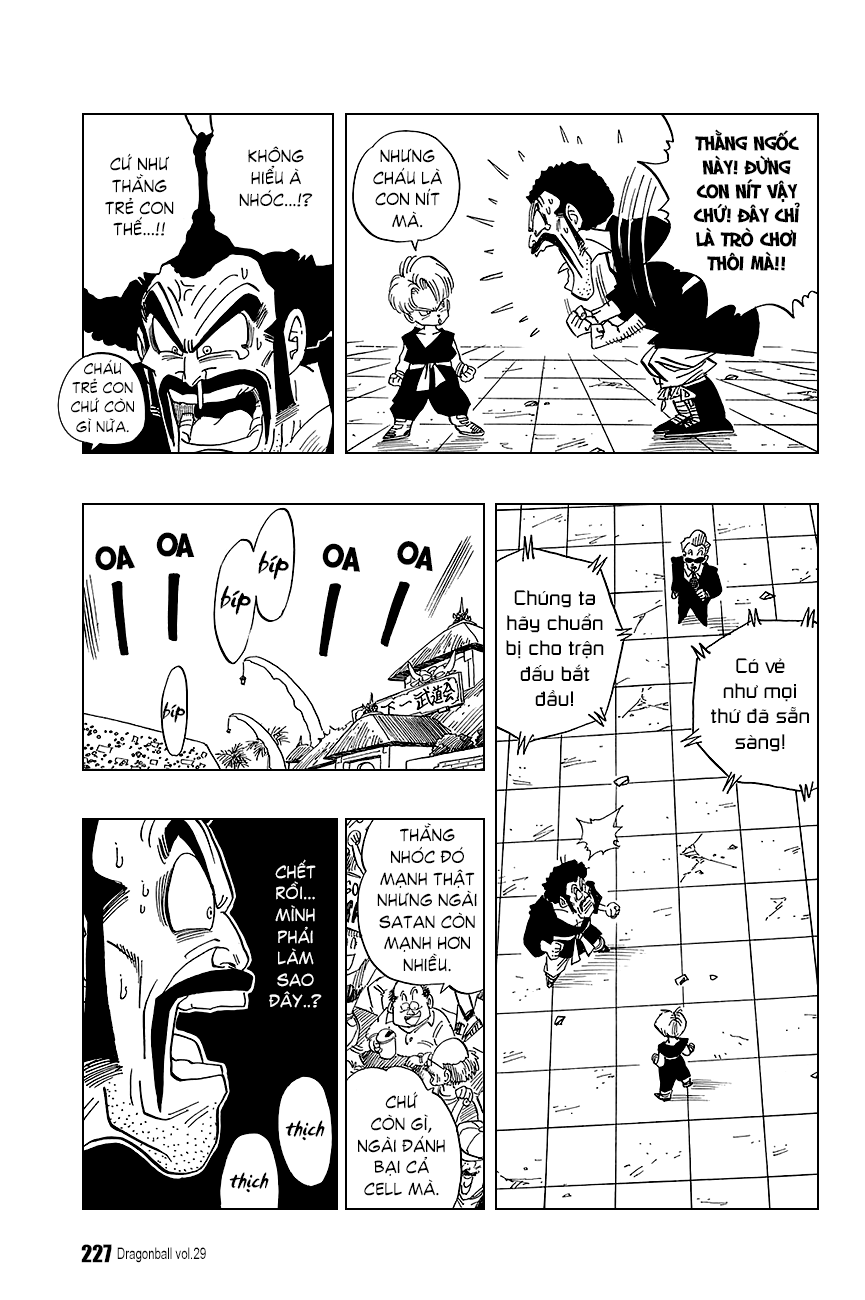 THẰNG NGỐC
NÀY! ĐỪNG
CON NÍT VẬY
CHỨ! ĐÂY CHỈ
LÀ TRÒ CHƠI
THÔI MÀ!!
NHƯNG
CHÁU LÀ
CON NÍT
MÀ.
KHÔNG
HIỂU À
NHÓC...!?
CỨ NHƯ
THẰNG
TRẺ CON
THẾ...!!
CHÁU
TRẺ CON
CHỨ CÒN
GÌ NỮA.
Có vẻ
như mọi
thứ đã sẵn
sàng!
Chúng ta
hãy chuẩn
bị cho trận
đấu bắt
đầu!
OA
OA
bíp
bíp
OA
OA
bíp
下一武道会
THẰNG
NHÓC ĐÓ
MẠNH THẬT
NHƯNG NGÀI
SATAN CÒN
MẠNH HƠN
NHIỀU.
CHỨ
CÒN GÌ,
NGÀI ĐÁNH
BẠI CẢ
CELL MÀ.
CHẾT
RỒI...
MÌNH
PHẢI
LÀM
SAO
ĐÂY..?
thịch
thịch
227 Dragonball vol.29